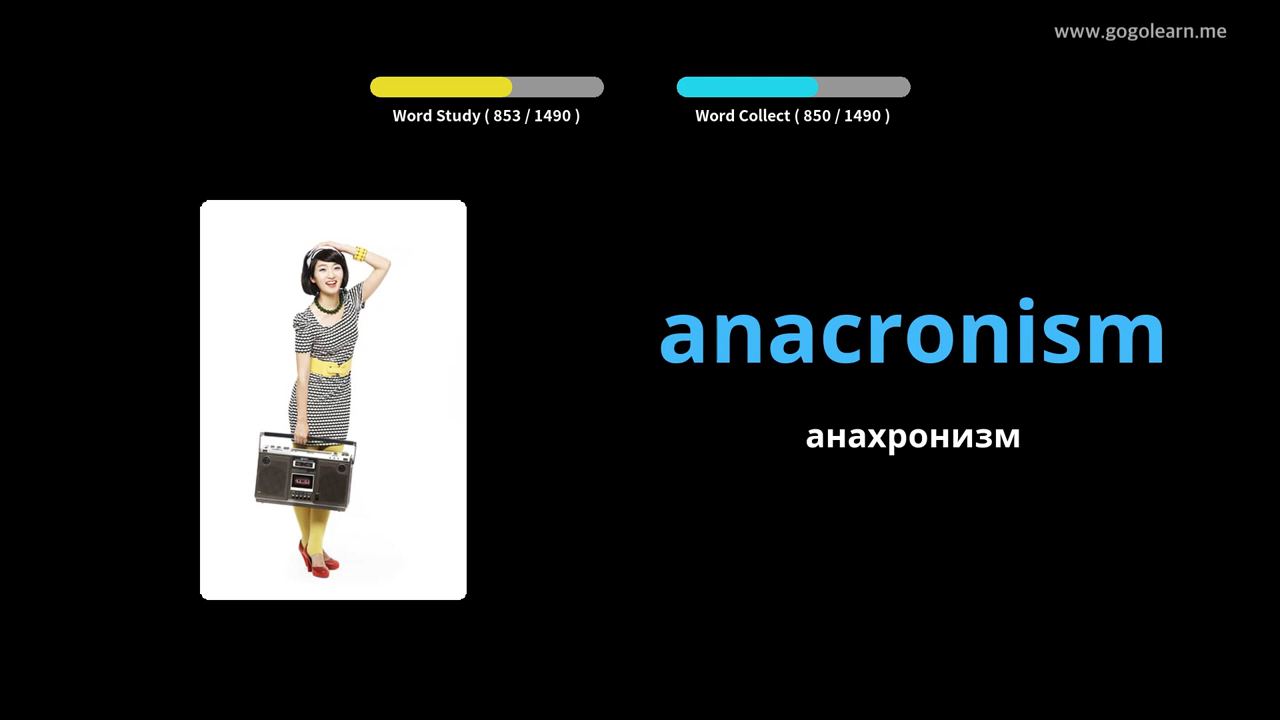 www.gogolearn.me
Word Study ( 853 / 1490 )
Word Collect ( 850 / 1490 )
anacronism
анахронизм